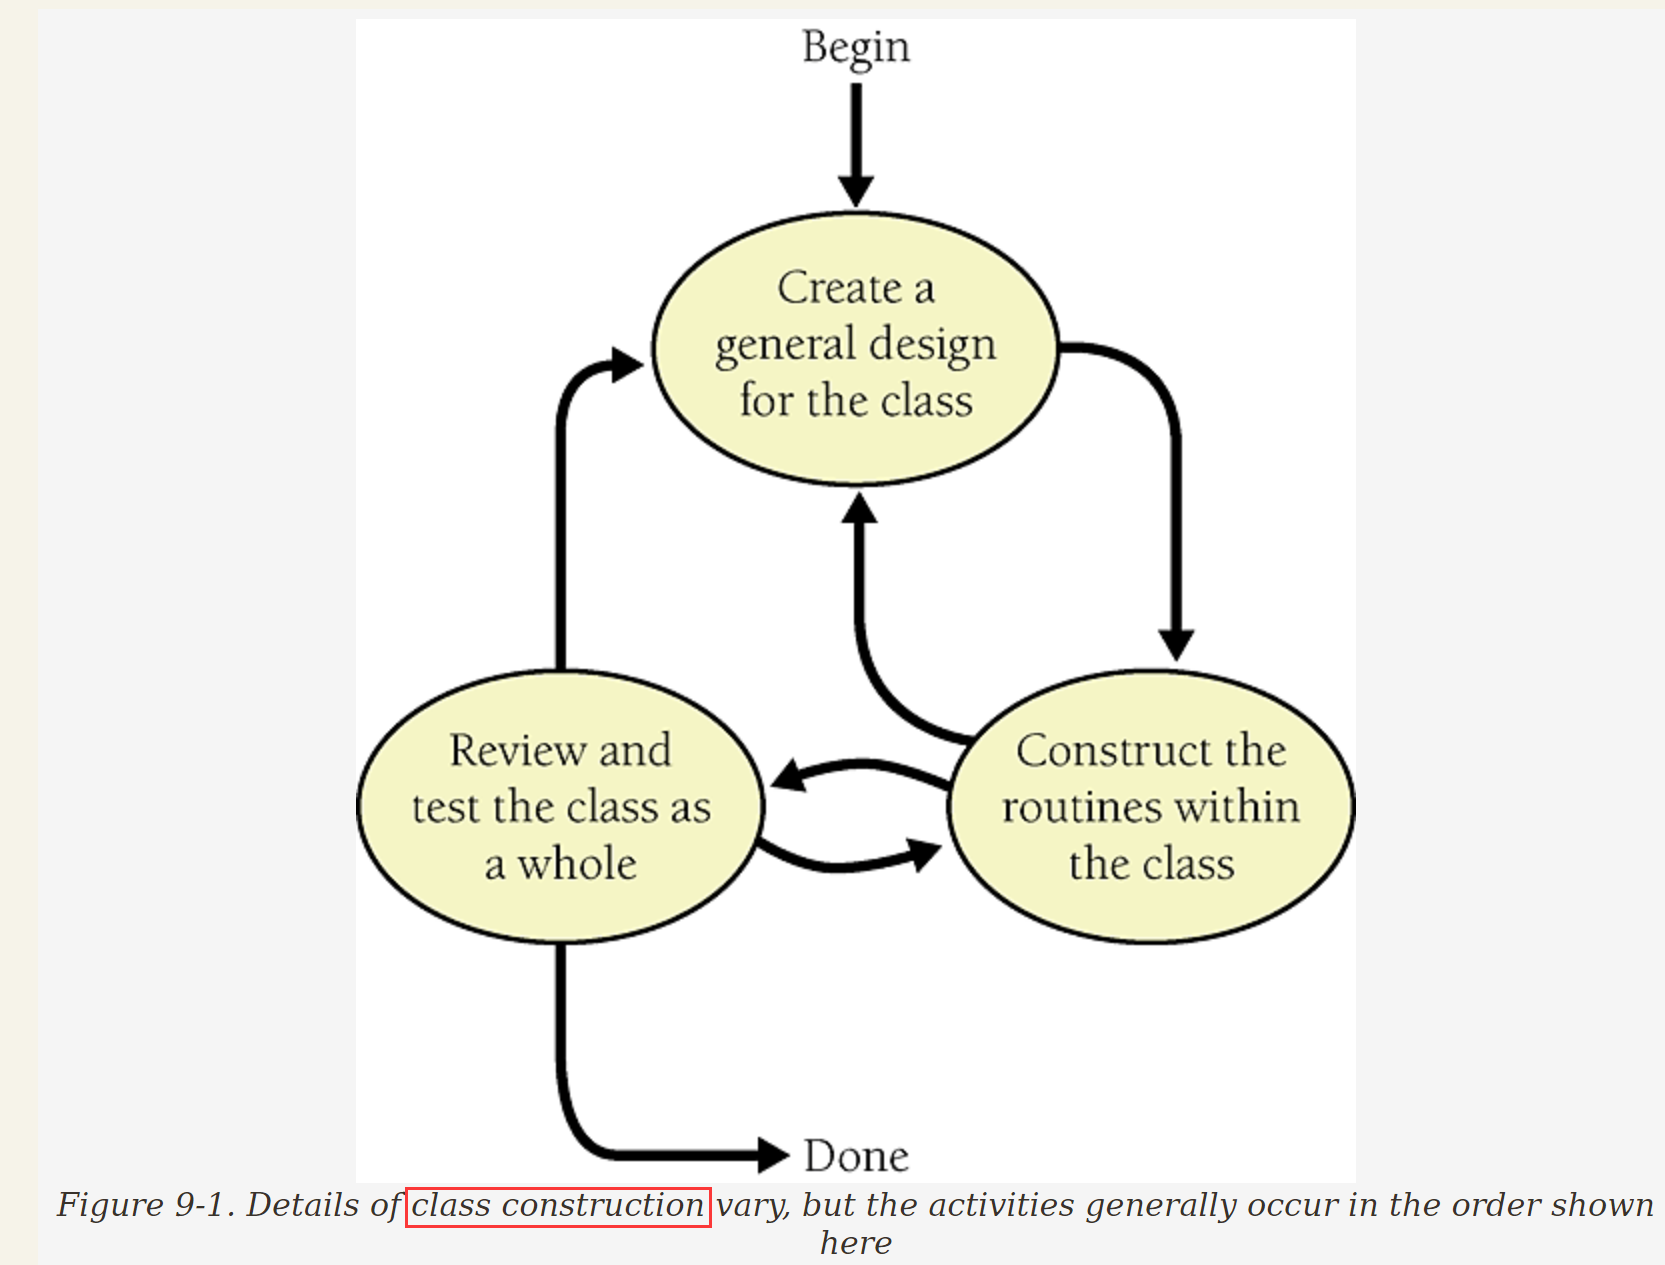 Begin
Create a
general design
for the class
Review and
test the class as
a whole
Construct the
routines within
the class
Done
Figure 9-1. Details of class construction vary, but the activities generally occur in the order shown
here